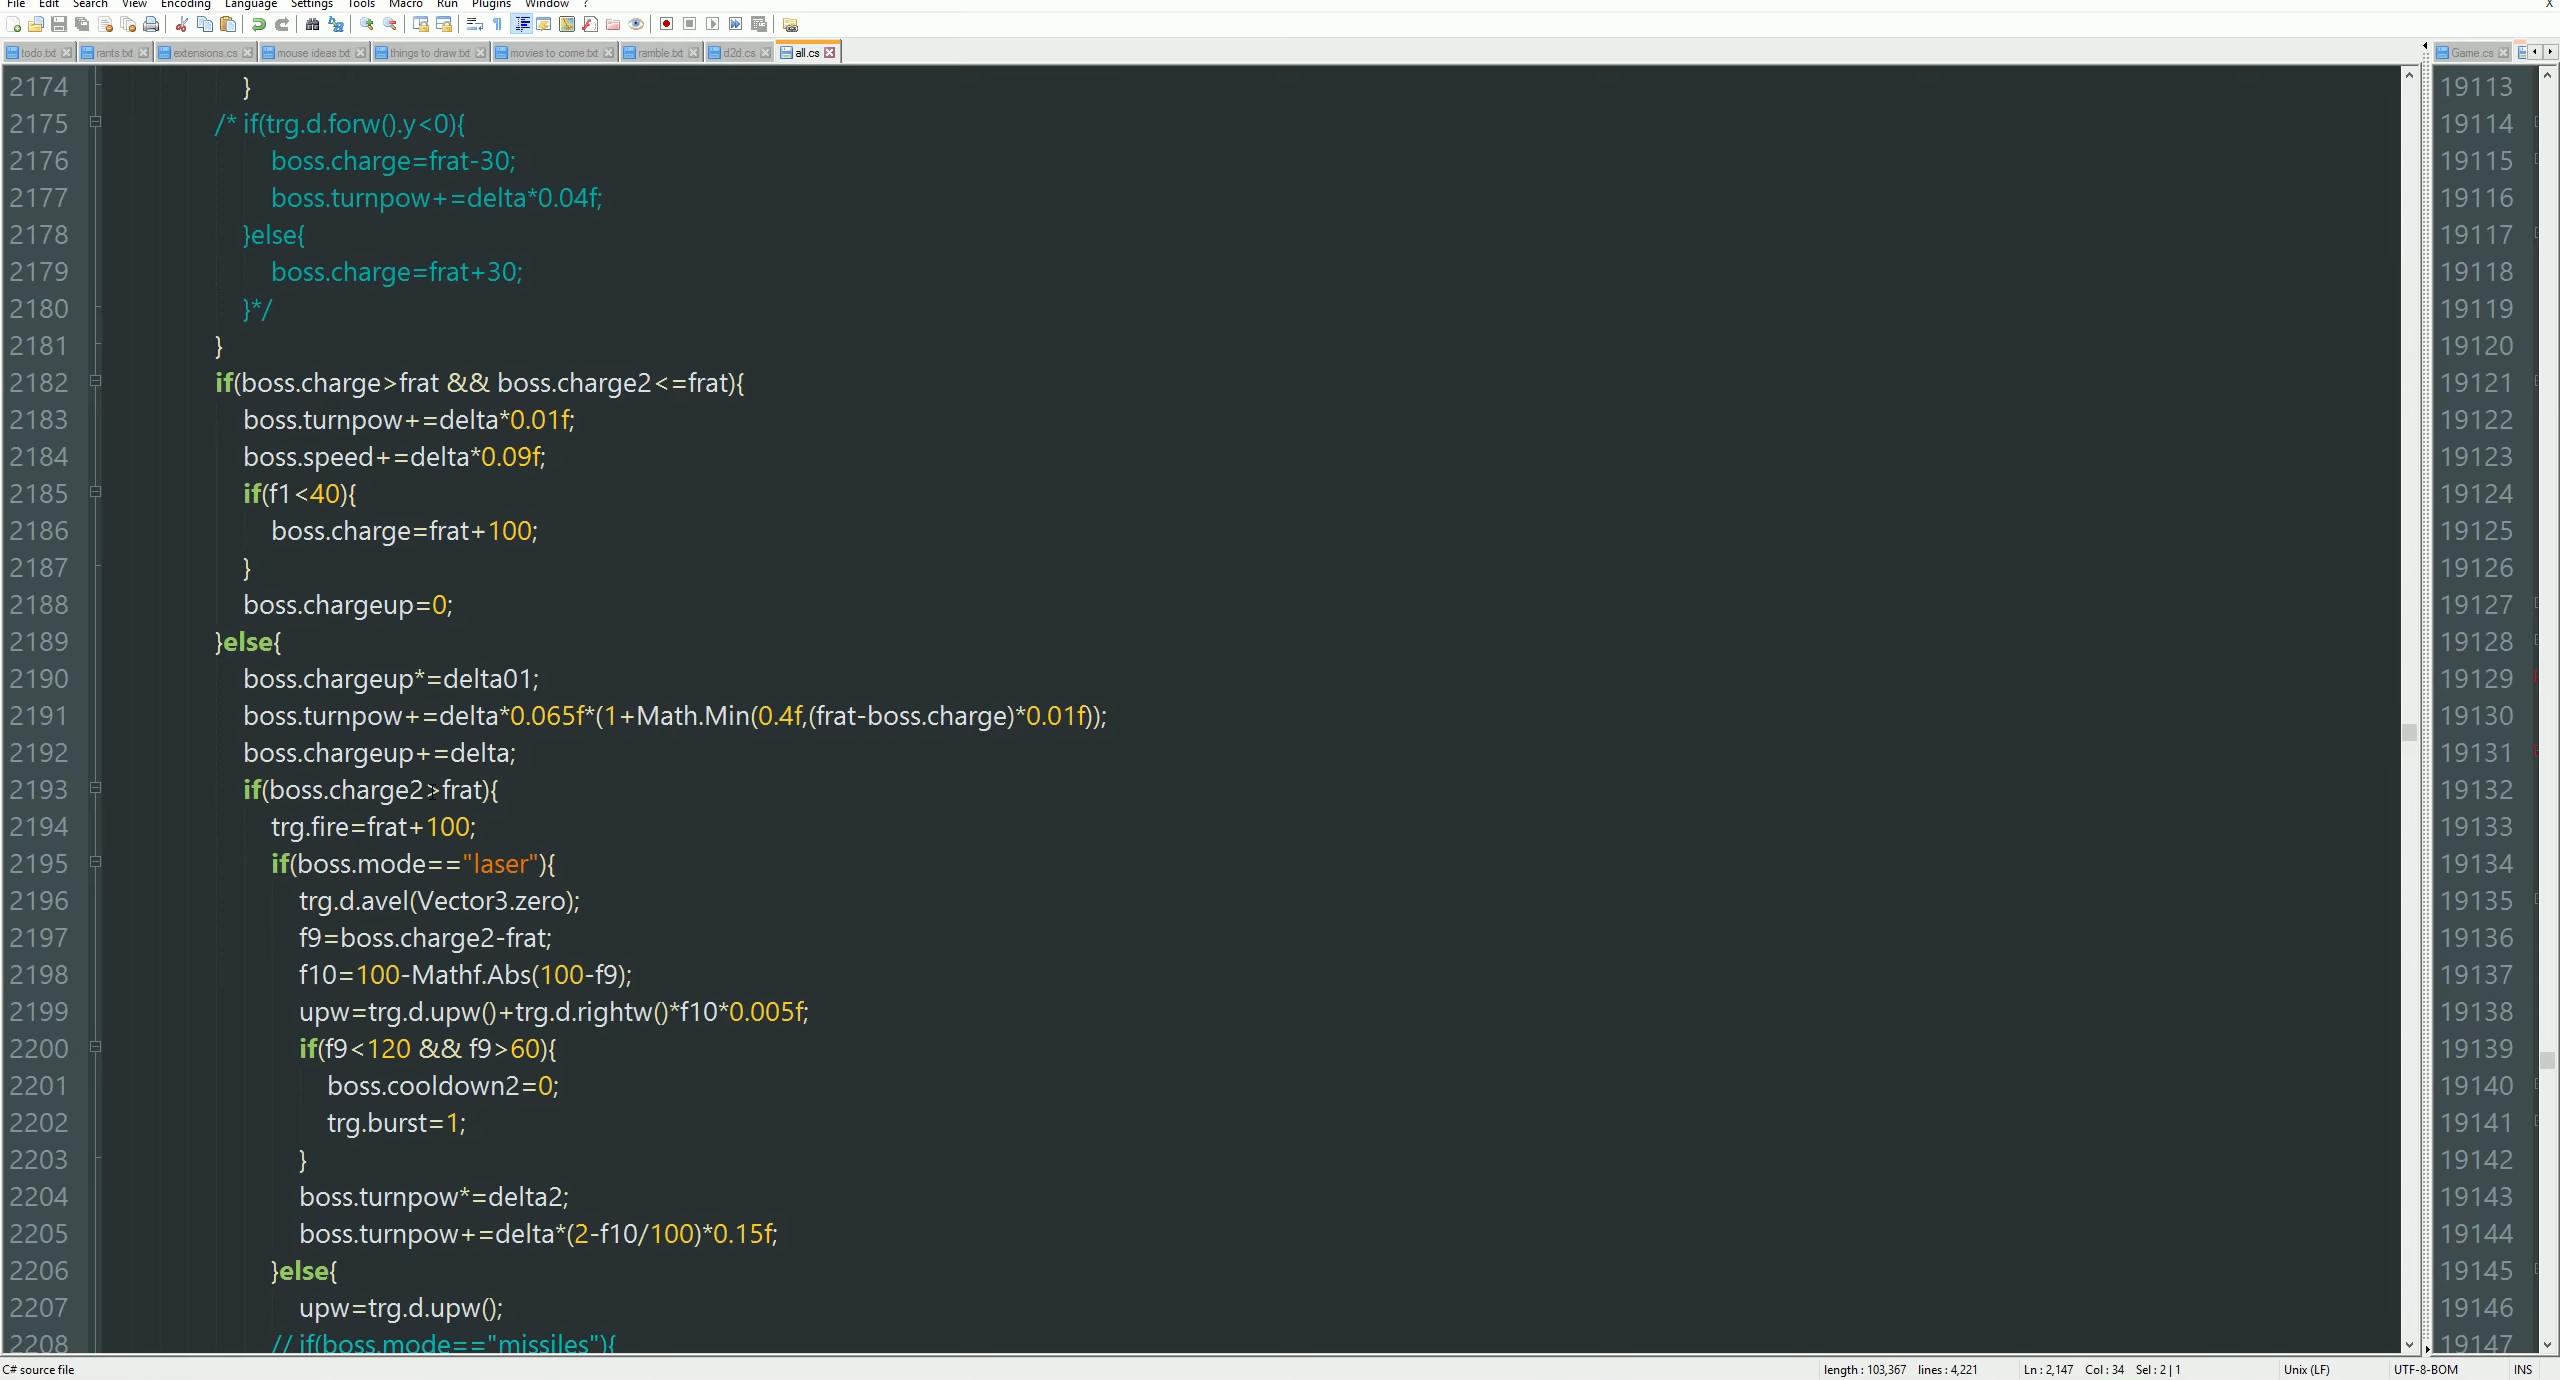 File Edit Search View Encoding Language Settings Tools Macro Run Plugins Window ? X
todo.txt rants.txt extensions.cs mouse ideas.txt things to draw.txt movies to come.txt ramble.txt d2d.cs all.cs Game.cs
2174 }
2175 /* if(trg.d.forw().y<0){
2176 boss.charge=frat-30;
2177 boss.turnpow+=delta*0.04f;
2178 }else{
2179 boss.charge=frat+30;
2180 }*/
2181 }
2182 if(boss.charge>frat && boss.charge2<=frat){
2183 boss.turnpow+=delta*0.01f;
2184 boss.speed+=delta*0.09f;
2185 if(f1<40){
2186 boss.charge=frat+100;
2187 }
2188 boss.chargeup=0;
2189 }else{
2190 boss.chargeup*=delta01;
2191 boss.turnpow+=delta*0.065f*(1+Math.Min(0.4f,(frat-boss.charge)*0.01f));
2192 boss.chargeup+=delta;
2193 if(boss.charge2>frat){
2194 trg.fire=frat+100;
2195 if(boss.mode=="laser"){
2196 trg.d.avel(Vector3.zero);
2197 f9=boss.charge2-frat;
2198 f10=100-Mathf.Abs(100-f9);
2199 upw=trg.d.upw()+trg.d.rightw()*f10*0.005f;
2200 if(f9<120 && f9>60){
2201 boss.cooldown2=0;
2202 trg.burst=1;
2203 }
2204 boss.turnpow*=delta2;
2205 boss.turnpow+=delta*(2-f10/100)*0.15f;
2206 }else{
2207 upw=trg.d.upw();
2208 // if(boss.mode=="missiles"){
19113
19114
19115
19116
19117
19118
19119
19120
19121
19122
19123
19124
19125
19126
19127
19128
19129
19130
19131
19132
19133
19134
19135
19136
19137
19138
19139
19140
19141
19142
19143
19144
19145
19146
19147
C# source file length : 103,367 lines : 4,221 Ln : 2,147 Col : 34 Sel : 2 | 1 Unix (LF) UTF-8-BOM INS